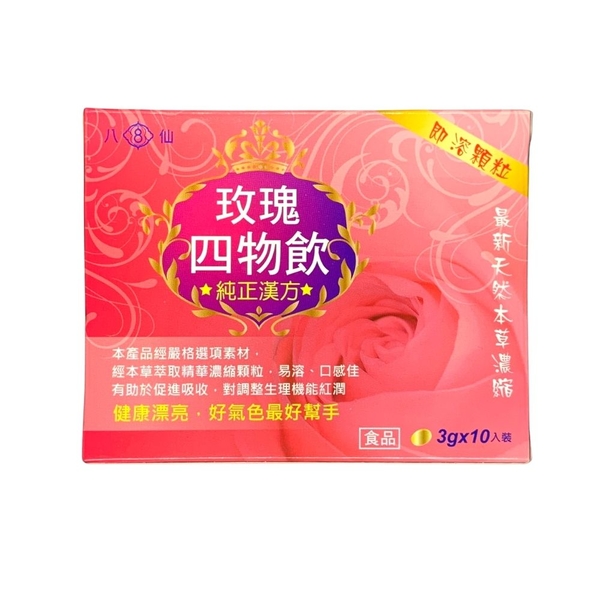 八8仙
即溶顆粒
玫瑰
四物飲
★純正漢方★
最新天然本草濃縮
本產品經嚴格選項素材，
經本草萃取精華濃縮顆粒，易溶、口感佳
有助於促進吸收，對調整生理機能紅潤
健康漂亮，好氣色最好幫手
食品
3gx10入裝